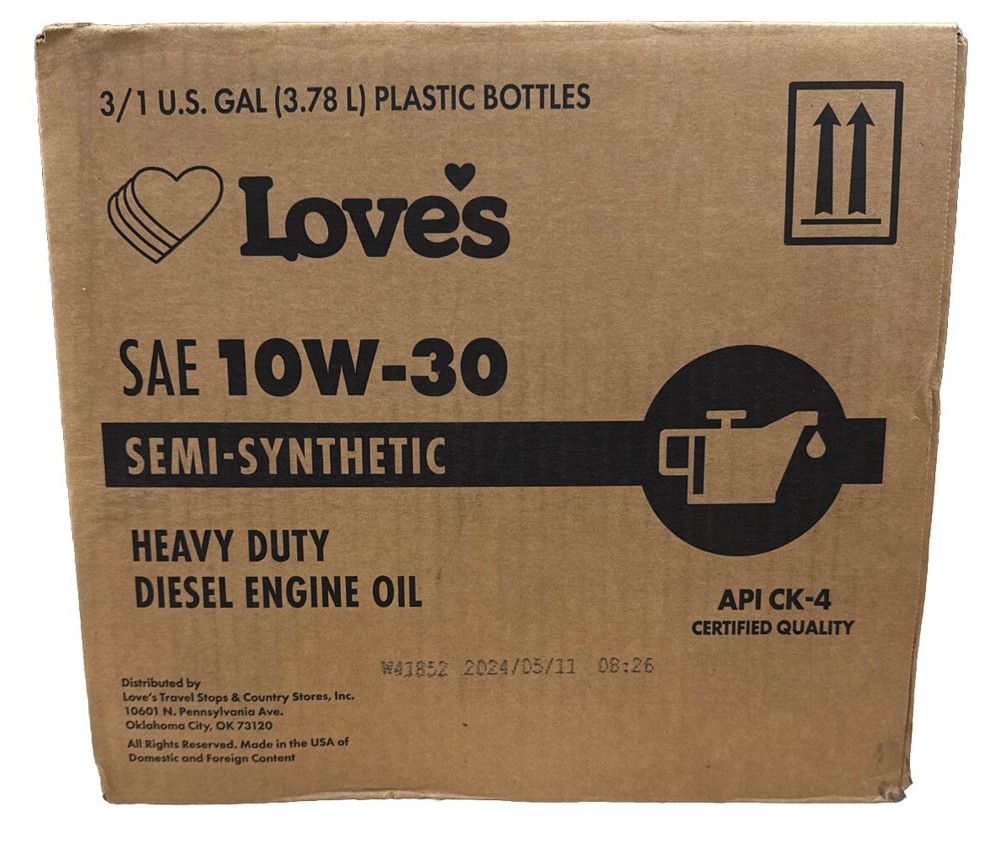 3/1 U.S. GAL (3.78 L) PLASTIC BOTTLES
Love's
SAE 10W-30
SEMI-SYNTHETIC
HEAVY DUTY
DIESEL ENGINE OIL
API CK-4
CERTIFIED QUALITY
W41852 2024/05/11 08:26
Distributed by
Love's Travel Stops & Country Stores, Inc.
10601 N. Pennsylvania Ave.
Oklahoma City, OK 73120
All Rights Reserved. Made in the USA of
Domestic and Foreign Content